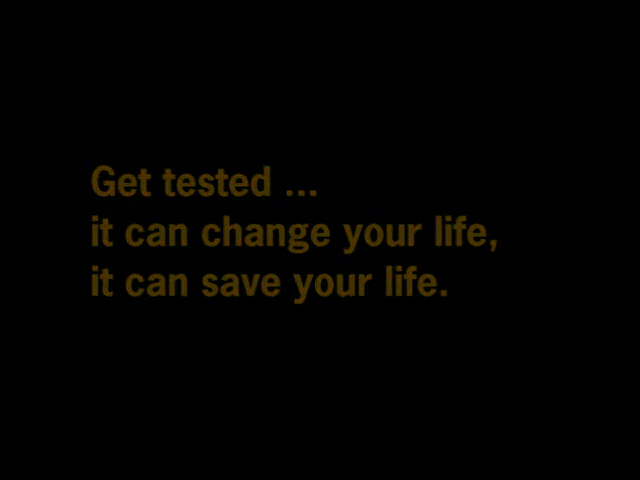 Get tested ...
it can change your life,
it can save your life.